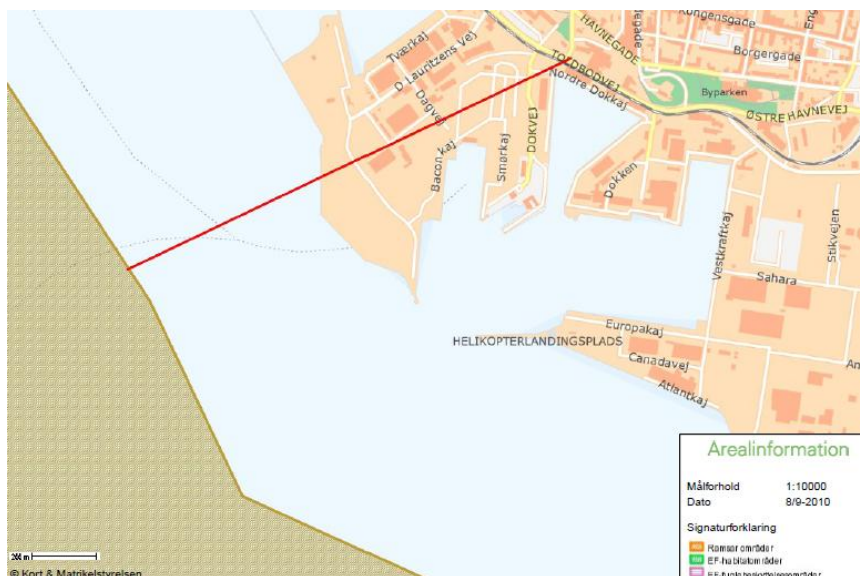 HAVNEGADE
Kongensgade
Borgergade
Tværkaj
D Lauritzens Vej
TOLDBODVEJ
Nordre Dokkaj
Byparken
ØSTRE HAVNEVEJ
Dagvej
DOKVEJ
Smørkaj
Bacon kaj
Dokken
Vestkraftkaj
Stikvejen
Sahara
Europakaj
HELIKOPTERLANDINGSPLADS
Canadavej
Atlantkaj
Arealinformation
Målforhold 1:10000
Dato 8/9-2010
Signaturforklaring
Ramsar områder
EF-habitatområder
EF-fuglebeskyttelsesområder
© Kort & Matrikelstyrelsen